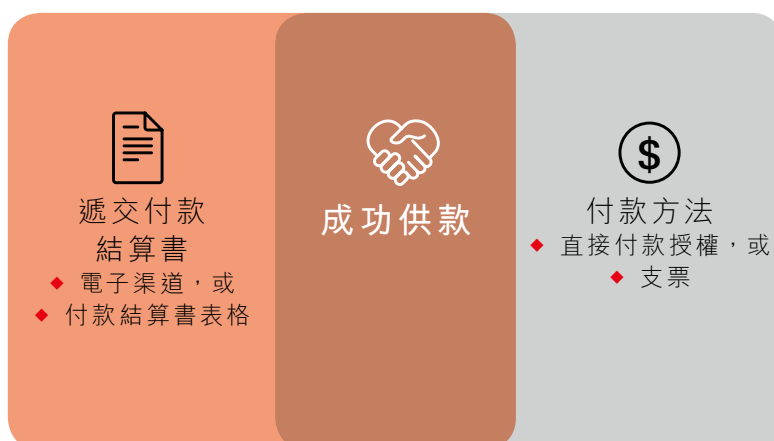 遞交付款
結算書
◆ 電子渠道，或
◆ 付款結算書表格
成功供款
$
付款方法
◆ 直接付款授權，或
◆ 支票